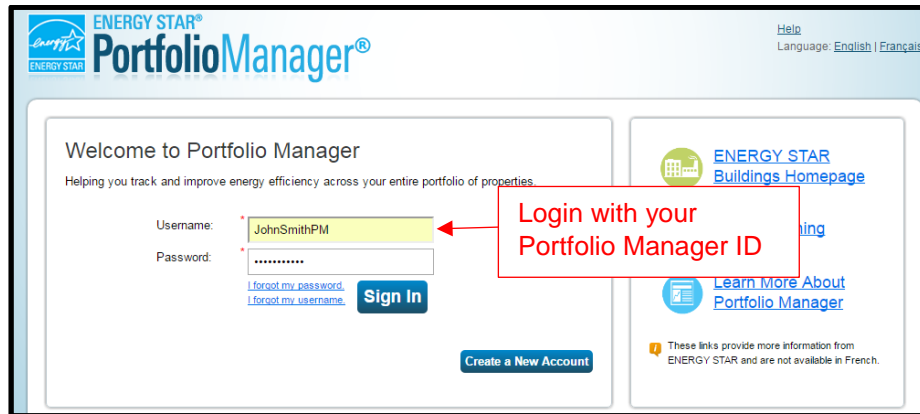 ENERGY STAR®
PortfolioManager®
energy
ENERGY STAR
Help
Language: English | Français
Welcome to Portfolio Manager
Helping you track and improve energy efficiency across your entire portfolio of properties.
Username:
* JohnSmithPM
Password:
* •••••••••••
I forgot my password.
I forgot my username.
Sign In
Create a New Account
Login with your
Portfolio Manager ID
ENERGY STAR
Buildings Homepage
Learn More About
Portfolio Manager
These links provide more information from
ENERGY STAR and are not available in French.